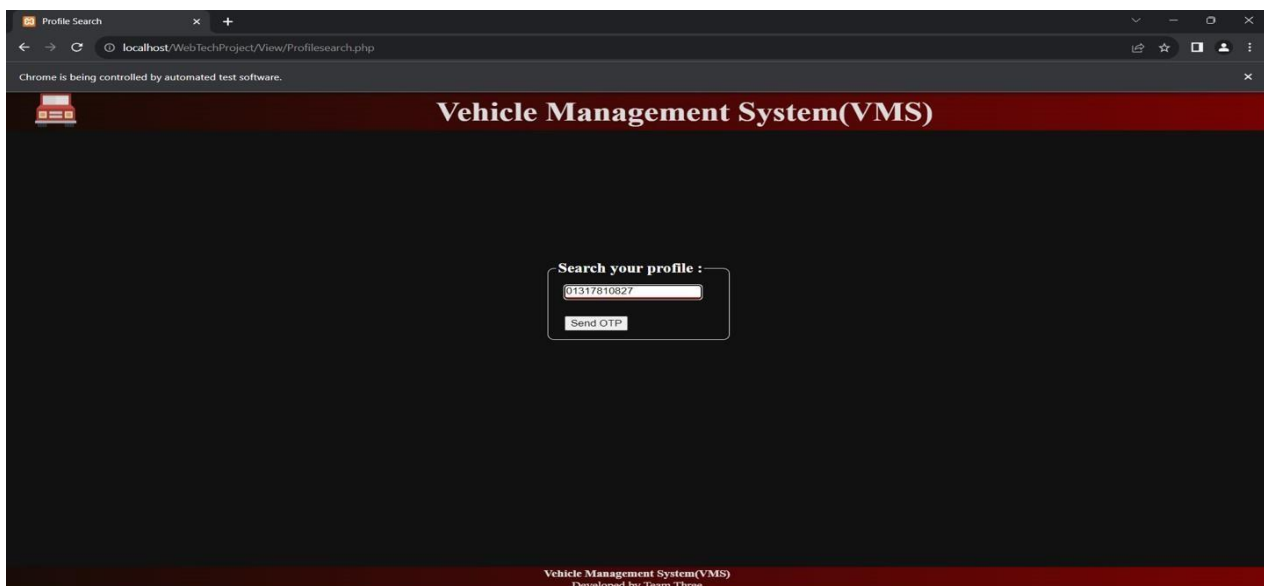 Profile Search
localhost/WebTechProject/View/Profilesearch.php
Chrome is being controlled by automated test software.
Vehicle Management System(VMS)
Search your profile :
01317810827
Send OTP
Vehicle Management System(VMS)
Developed by Team Three